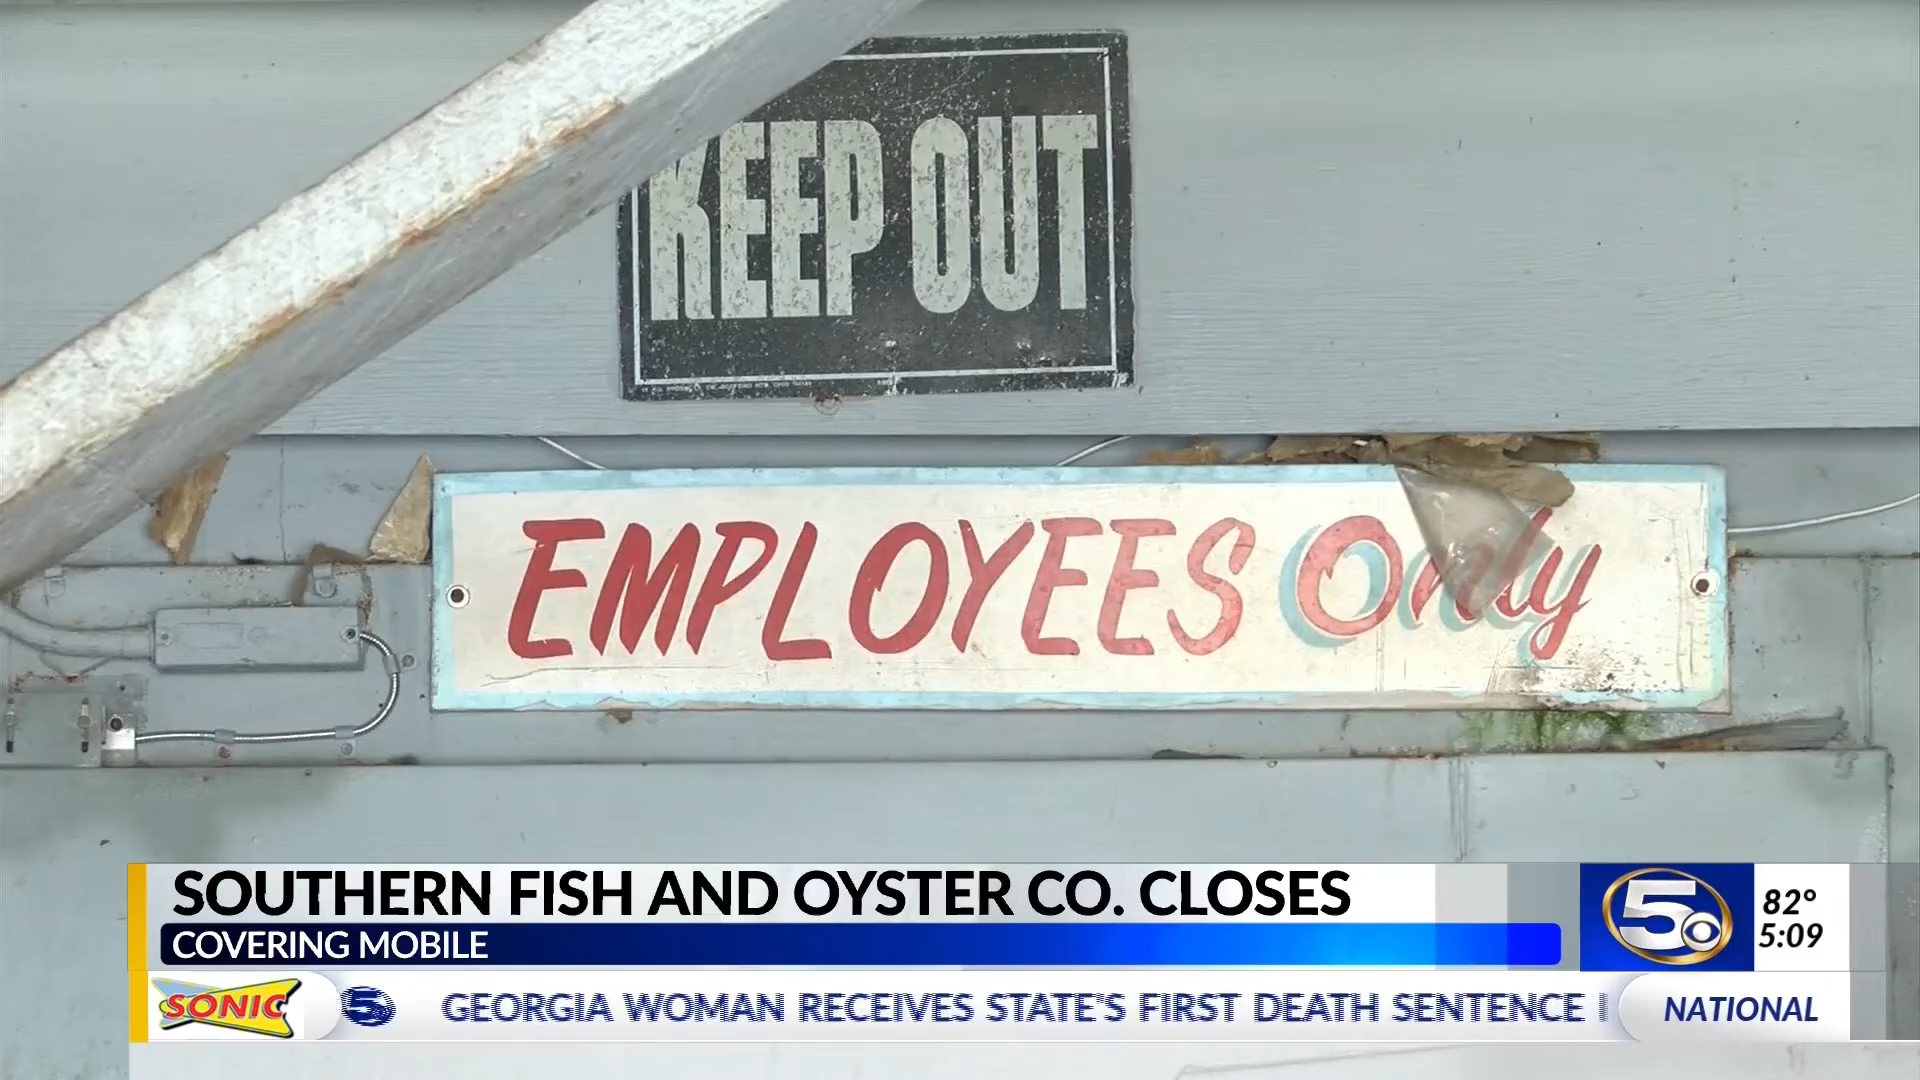 KEEP OUT
EMPLOYEES Only
SOUTHERN FISH AND OYSTER CO. CLOSES
COVERING MOBILE
5
82°
5:09
SONIC
5
GEORGIA WOMAN RECEIVES STATE'S FIRST DEATH SENTENCE
NATIONAL